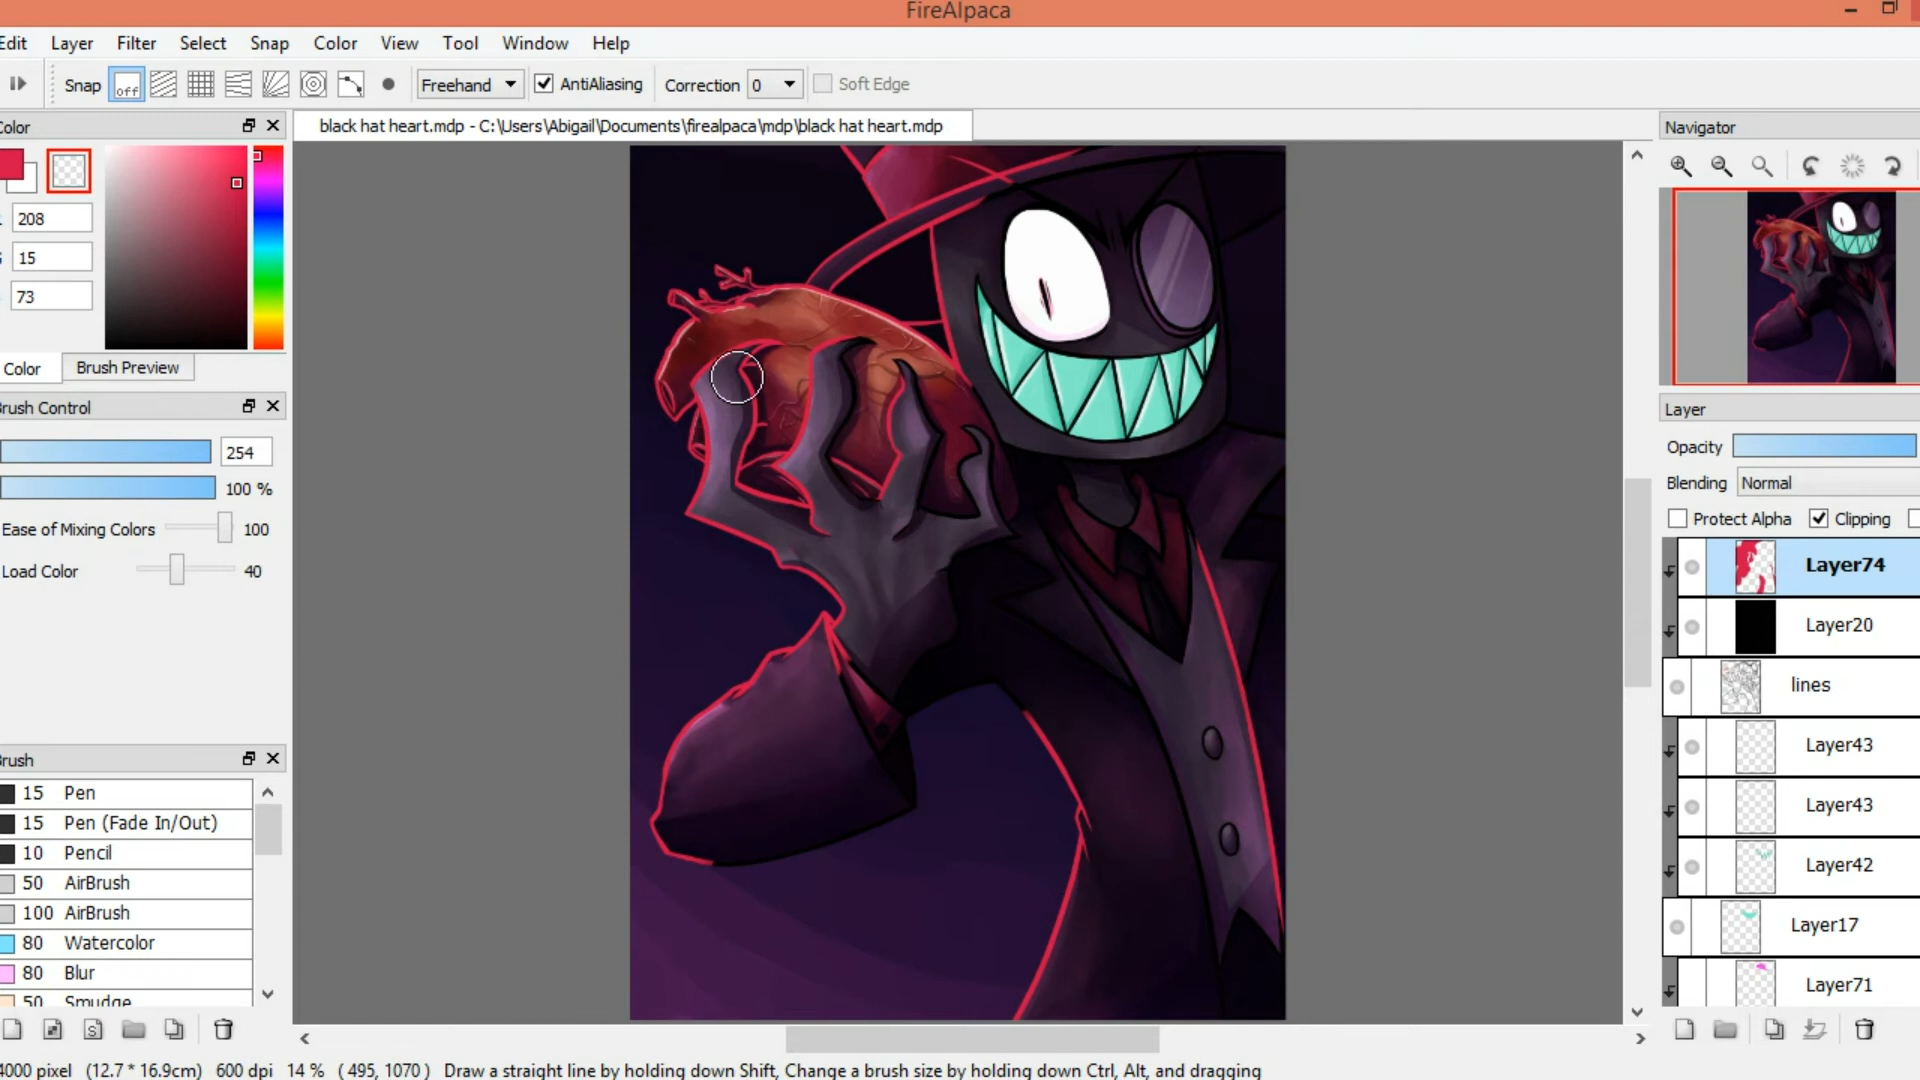 FireAlpaca
Edit Layer Filter Select Snap Color View Tool Window Help
Snap off Freehand AntiAliasing Correction 0 Soft Edge
Color
black hat heart.mdp - C:\Users\Abigail\Documents\firealpaca\mdp\black hat heart.mdp
Navigator
208
15
73
Color Brush Preview
Brush Control
254
100 %
Ease of Mixing Colors 100
Load Color 40
Brush
15 Pen
15 Pen (Fade In/Out)
10 Pencil
50 AirBrush
100 AirBrush
80 Watercolor
80 Blur
50 Smudge
S
Layer
Opacity
Blending Normal
Protect Alpha Clipping
Layer74
Layer20
lines
Layer43
Layer43
Layer42
Layer17
Layer71
4000 pixel (12.7 * 16.9cm) 600 dpi 14 % ( 495, 1070 ) Draw a straight line by holding down Shift, Change a brush size by holding down Ctrl, Alt, and dragging